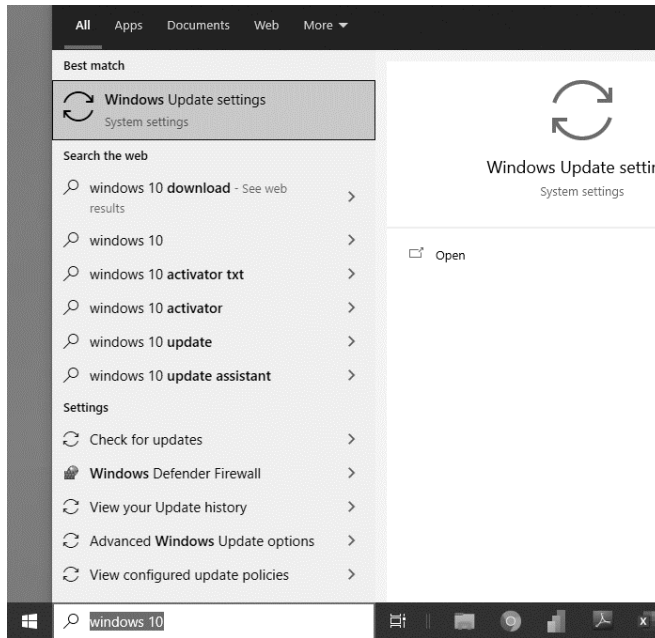 All Apps Documents Web More
Best match
Windows Update settings
System settings
Search the web
windows 10 download - See web
results
windows 10
windows 10 activator txt
windows 10 activator
windows 10 update
windows 10 update assistant
Settings
Check for updates
Windows Defender Firewall
View your Update history
Advanced Windows Update options
View configured update policies
windows 10
Windows Update settin
System settings
Open